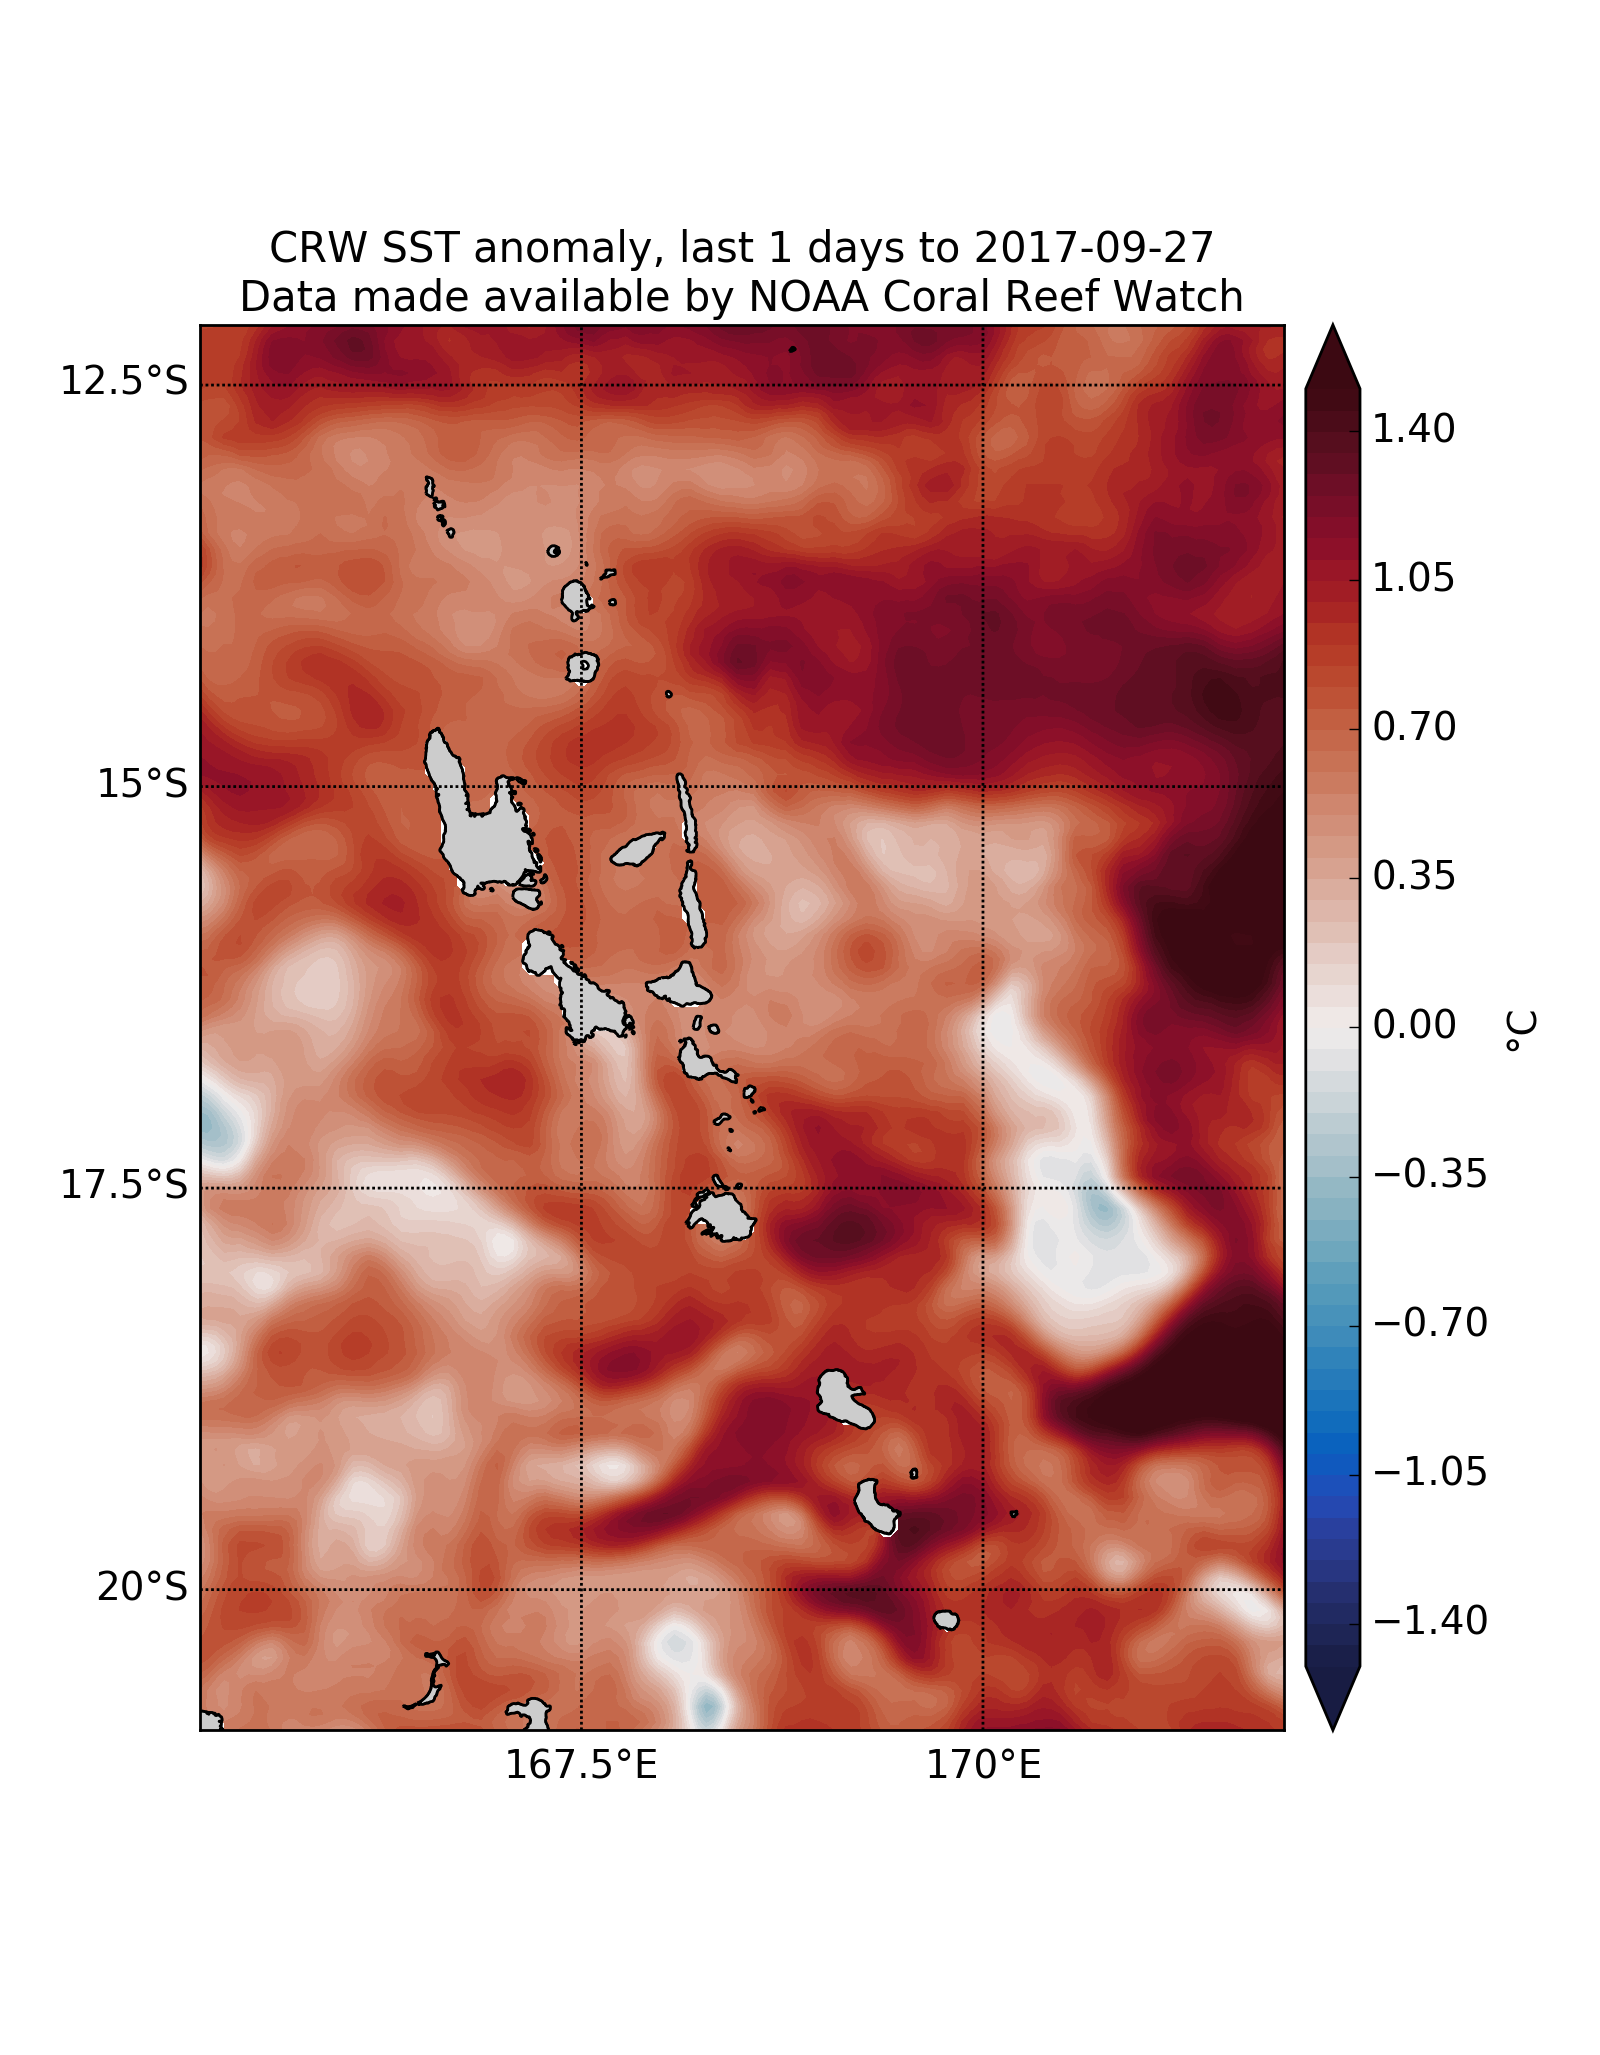 CRW SST anomaly, last 1 days to 2017-09-27
Data made available by NOAA Coral Reef Watch
12.5°S
15°S
17.5°S
20°S
167.5°E
170°E
1.40
1.05
0.70
0.35
0.00
−0.35
−0.70
−1.05
−1.40
°C